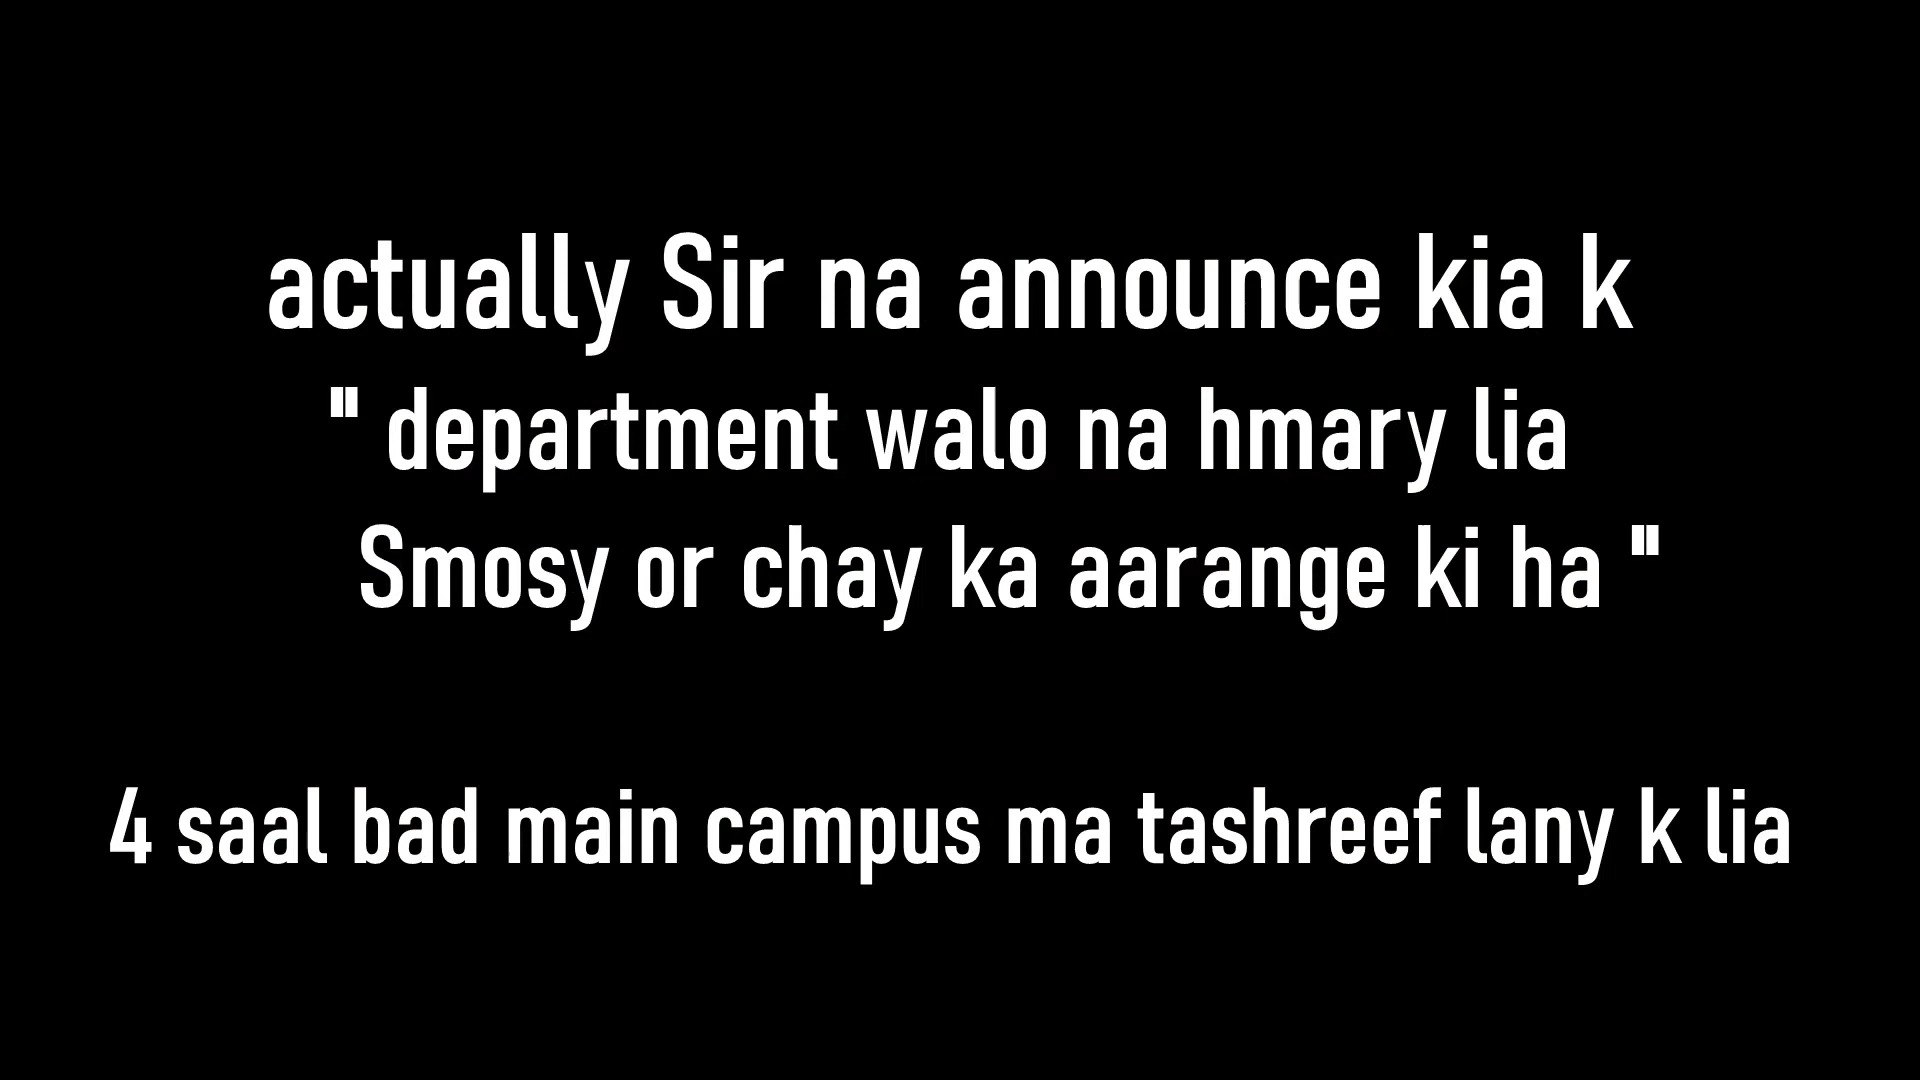 actually Sir na announce kia k
" department walo na hmary lia
Smosy or chay ka aarange ki ha "
4 saal bad main campus ma tashreef lany k lia